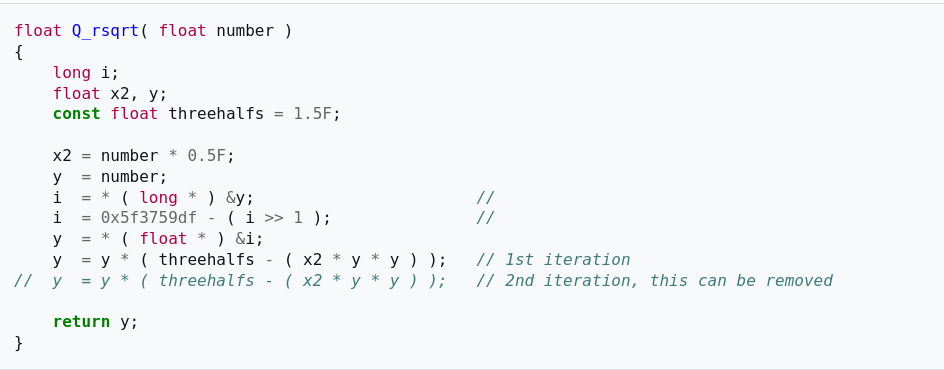 float Q_rsqrt( float number )
{
    long i;
    float x2, y;
    const float threehalfs = 1.5F;

    x2 = number * 0.5F;
    y  = number;
    i  = * ( long * ) &y;                       //
    i  = 0x5f3759df - ( i >> 1 );               //
    y  = * ( float * ) &i;
    y  = y * ( threehalfs - ( x2 * y * y ) );   // 1st iteration
//  y  = y * ( threehalfs - ( x2 * y * y ) );   // 2nd iteration, this can be removed

    return y;
}